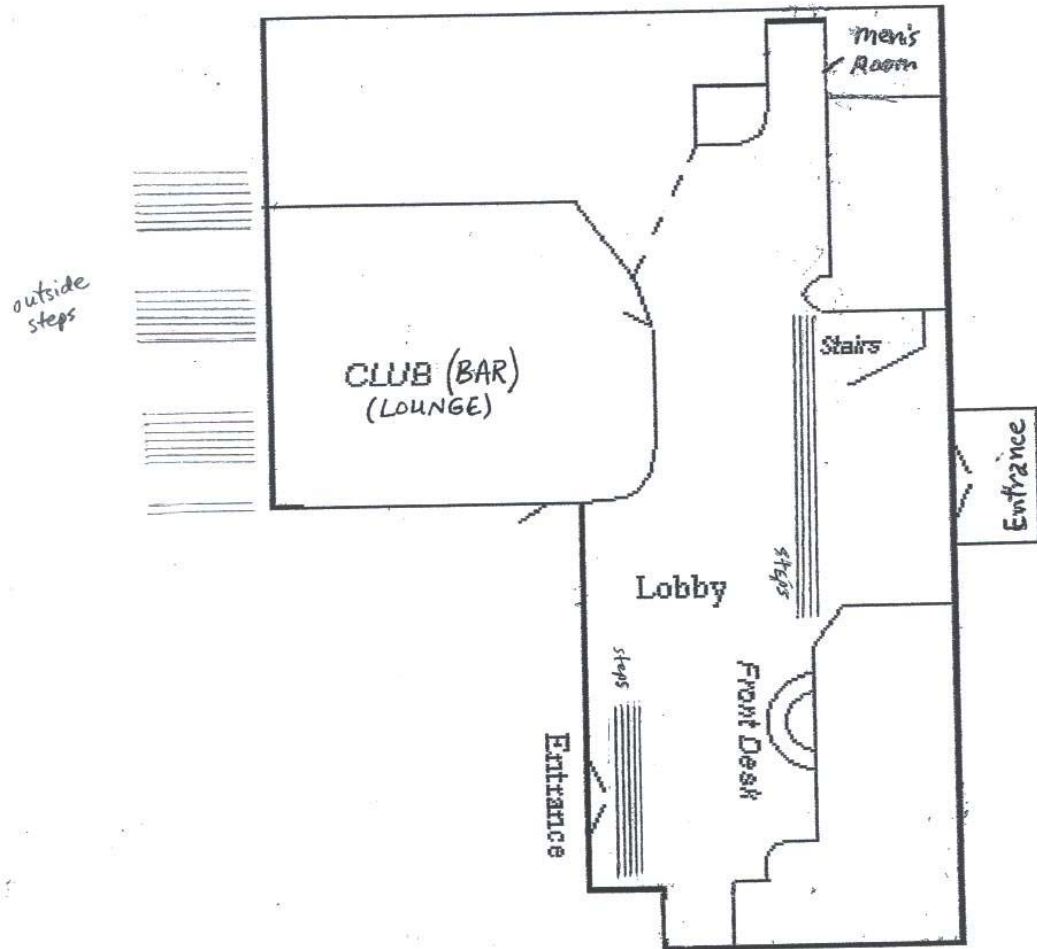 Men's
Room
outside
steps
Stairs
CLUB (BAR)
(LOUNGE)
Entrance
steps
Lobby
steps
Front Desk
Entrance